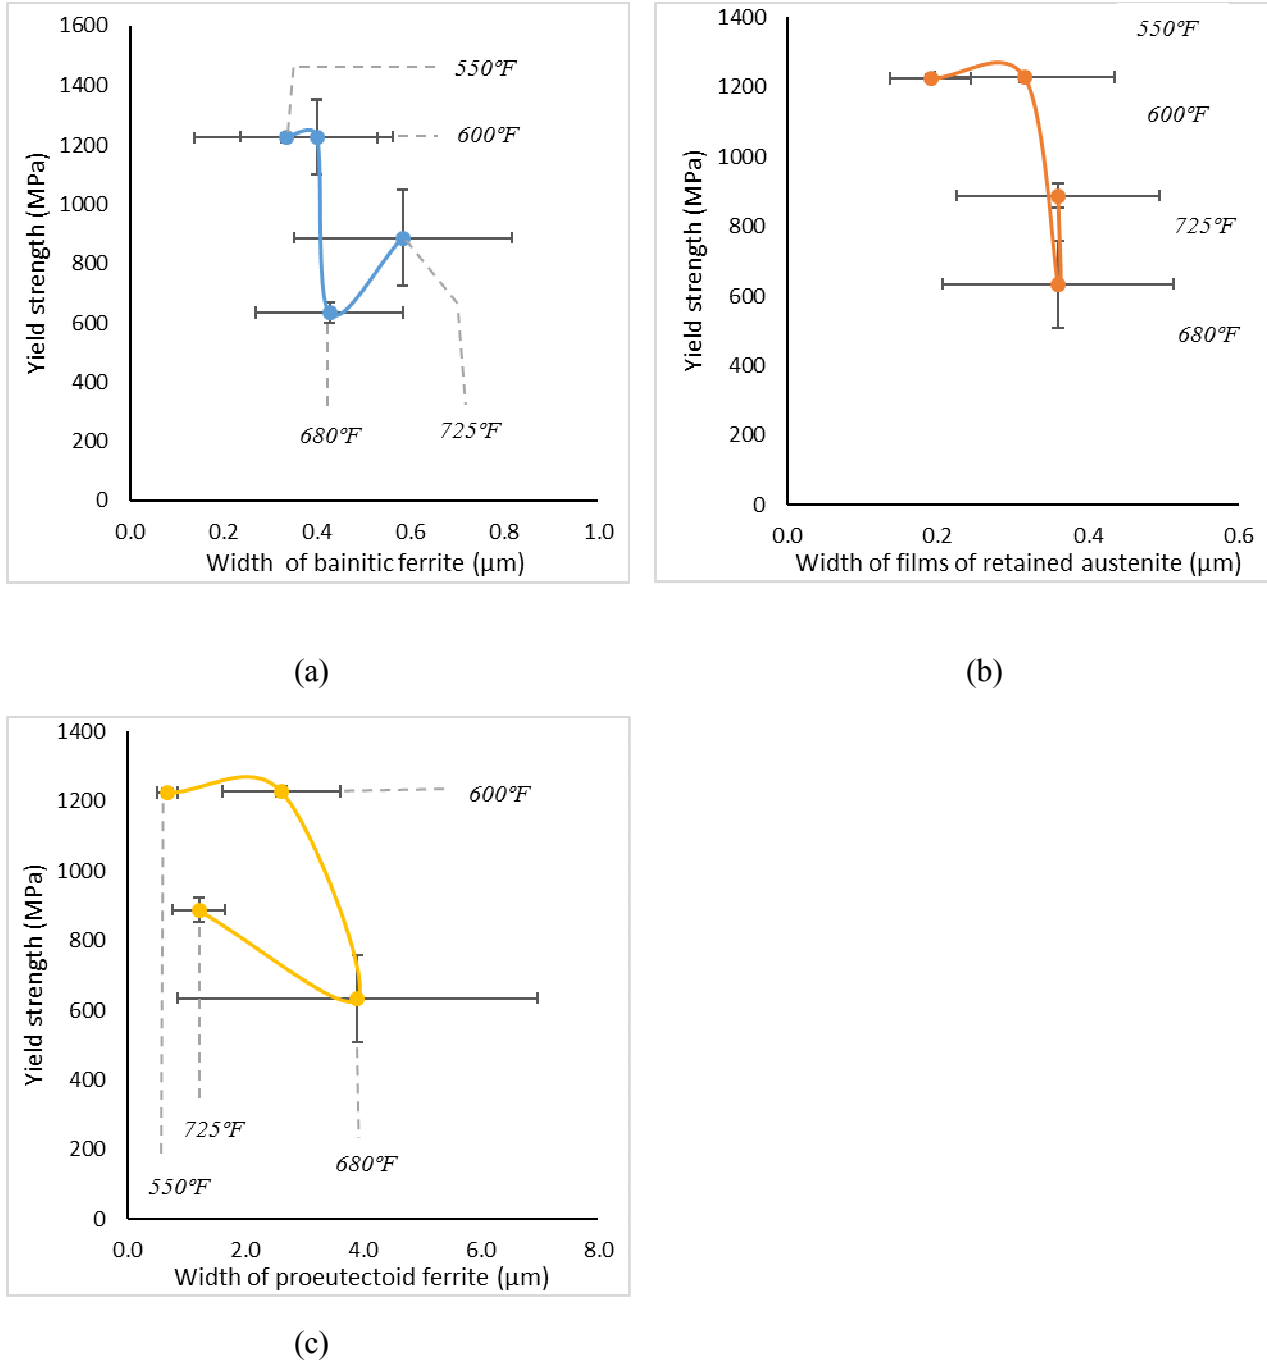 1600
1400
1200
1000
800
600
400
200
0
Yield strength (MPa)
550°F
600°F
680°F
725°F
0.0 0.2 0.4 0.6 0.8 1.0
Width of bainitic ferrite (μm)
(a)
1400
1200
1000
800
600
400
200
0
Yield strength (MPa)
550°F
600°F
725°F
680°F
0.0 0.2 0.4 0.6
Width of films of retained austenite (μm)
(b)
1400
1200
1000
800
600
400
200
0
Yield strength (MPa)
600°F
725°F
680°F
550°F
0.0 2.0 4.0 6.0 8.0
Width of proeutectoid ferrite (μm)
(c)